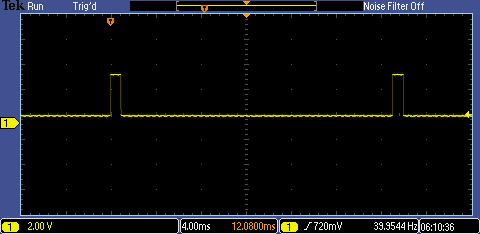 Tek Run Trig'd Noise Filter Off
T
1
1 2.00 V 4.00ms 12.0800ms 1 720mV 39.9544 Hz 06:10:36